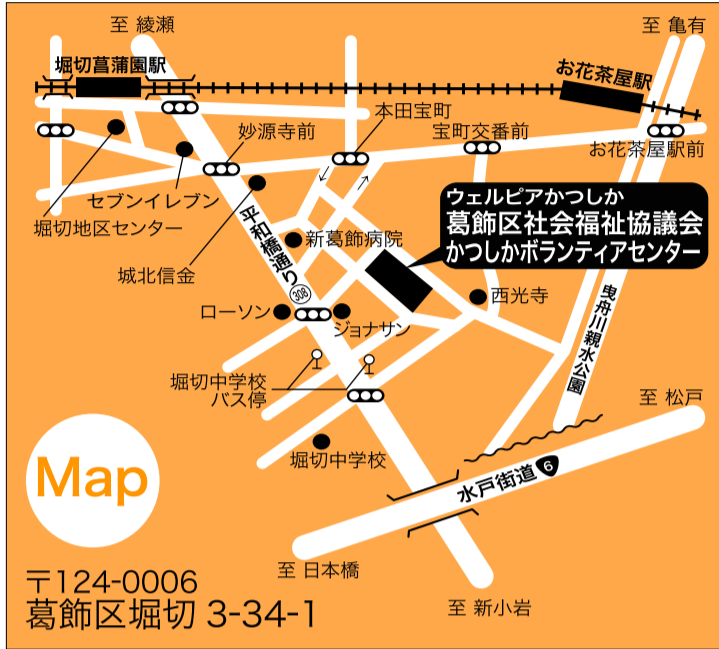 至 綾瀬
至 亀有
堀切菖蒲園駅
お花茶屋駅
本田宝町
妙源寺前
宝町交番前
お花茶屋駅前
セブンイレブン
堀切地区センター
ウェルピアかつしか
葛飾区社会福祉協議会
かつしかボランティアセンター
平和橋通り
308
新葛飾病院
城北信金
西光寺
ローソン
ジョナサン
曳舟川親水公園
堀切中学校
バス停
至 松戸
堀切中学校
水戸街道
6
Map
至 日本橋
至 新小岩
〒124-0006
葛飾区堀切 3-34-1